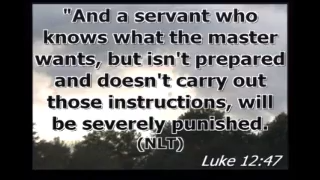 "And a servant who
knows what the master
wants, but isn't prepared
and doesn't carry out
those instructions, will
be severely punished.
(NLT)
Luke 12:47